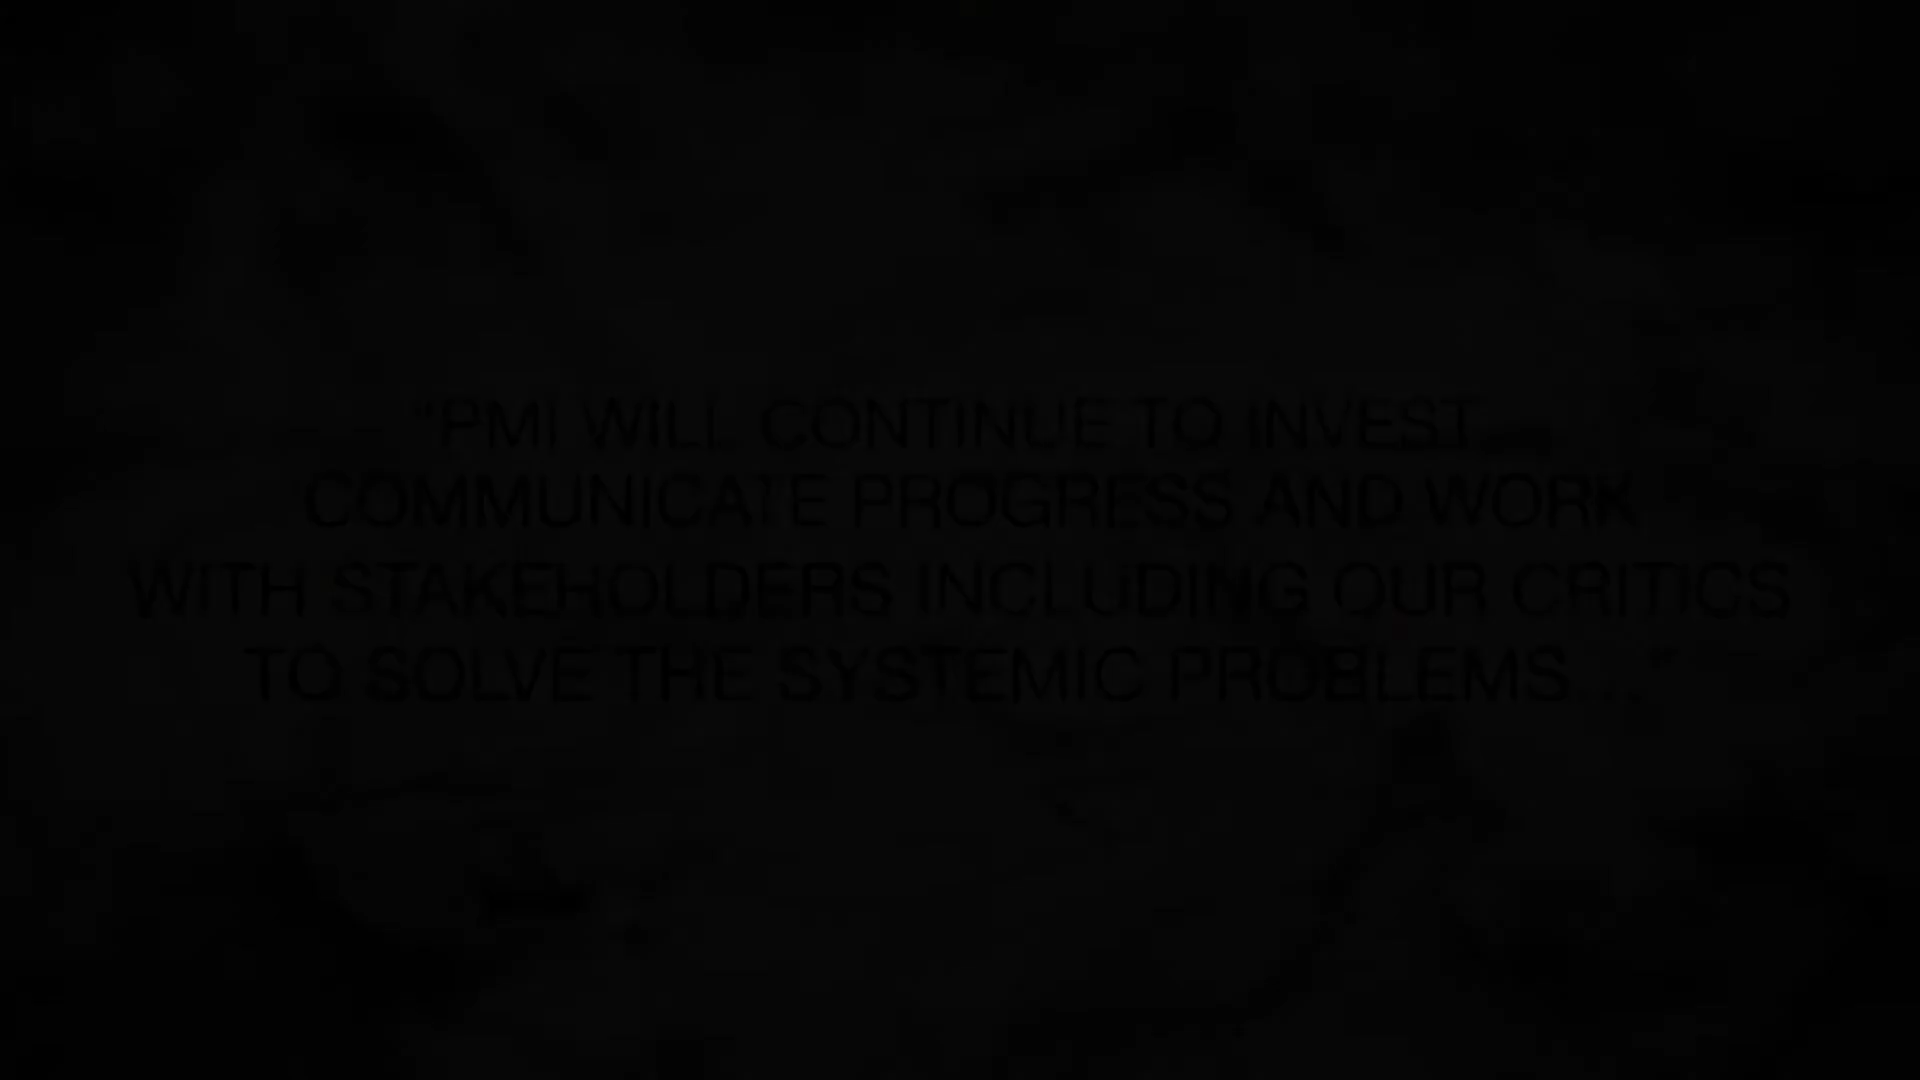 "PMI WILL CONTINUE TO INVEST
COMMUNICATE PROGRESS AND WORK
WITH STAKEHOLDERS INCLUDING OUR CRITICS
TO SOLVE THE SYSTEMIC PROBLEMS..."